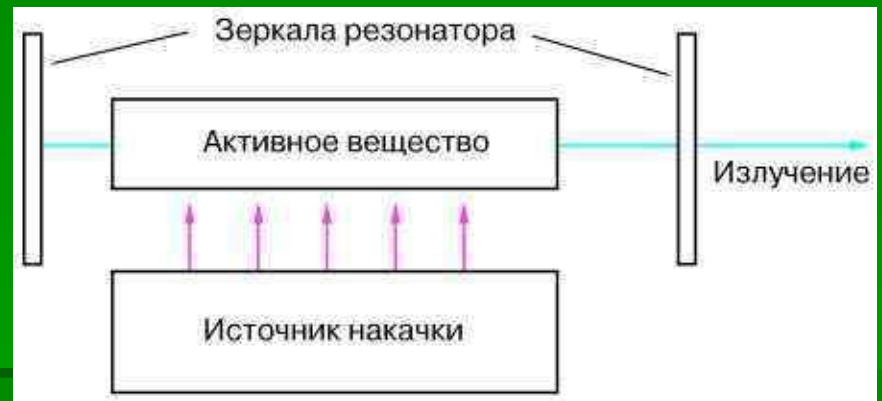 Зеркала резонатора
Активное вещество
Излучение
Источник накачки